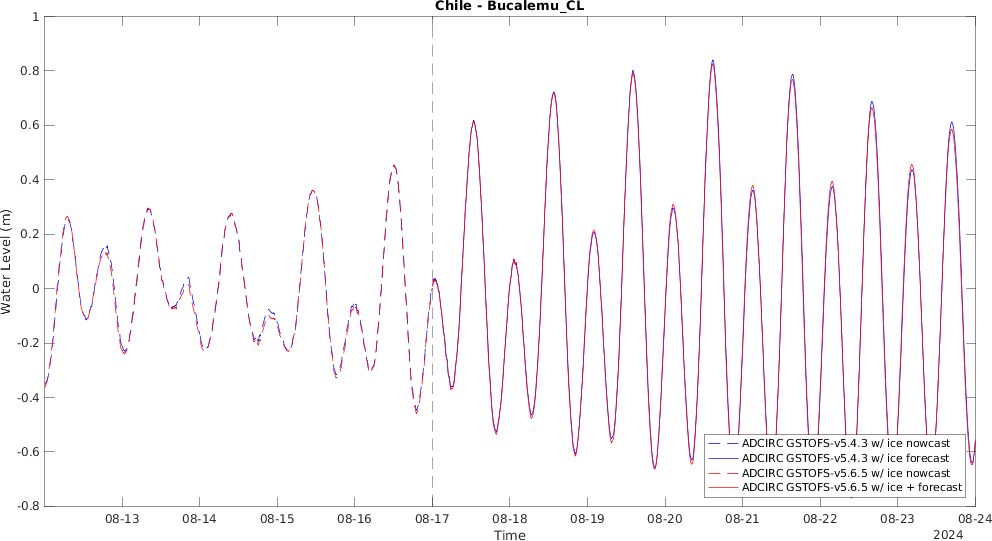 Chile - Bucalemu_CL
Water Level (m)
1
0.8
0.6
0.4
0.2
0
-0.2
-0.4
-0.6
-0.8
ADCIRC GSTOFS-v5.4.3 w/ ice nowcast
ADCIRC GSTOFS-v5.4.3 w/ ice forecast
ADCIRC GSTOFS-v5.6.5 w/ ice nowcast
ADCIRC GSTOFS-v5.6.5 w/ ice + forecast
08-13 08-14 08-15 08-16 08-17 08-18 08-19 08-20 08-21 08-22 08-23 08-24
Time
2024